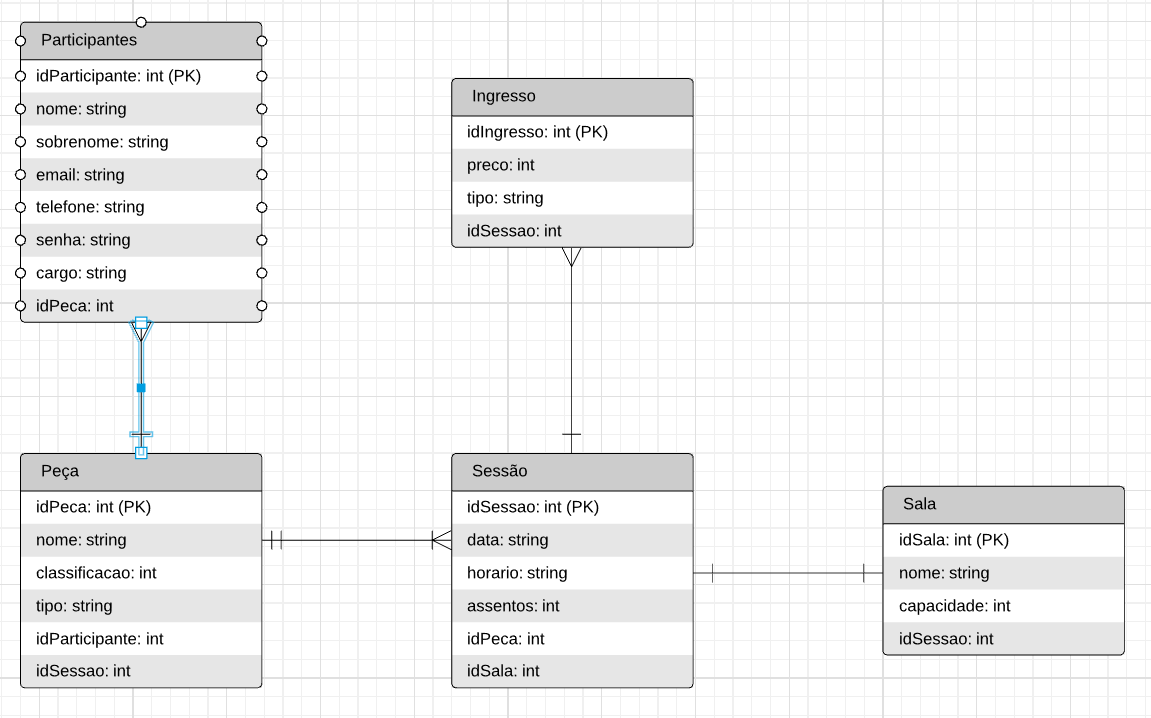 Participantes
idParticipante: int (PK)
nome: string
sobrenome: string
email: string
telefone: string
senha: string
cargo: string
idPeca: int
Ingresso
idIngresso: int (PK)
preco: int
tipo: string
idSessao: int
Peça
idPeca: int (PK)
nome: string
classificacao: int
tipo: string
idParticipante: int
idSessao: int
Sessão
idSessao: int (PK)
data: string
horario: string
assentos: int
idPeca: int
idSala: int
Sala
idSala: int (PK)
nome: string
capacidade: int
idSessao: int